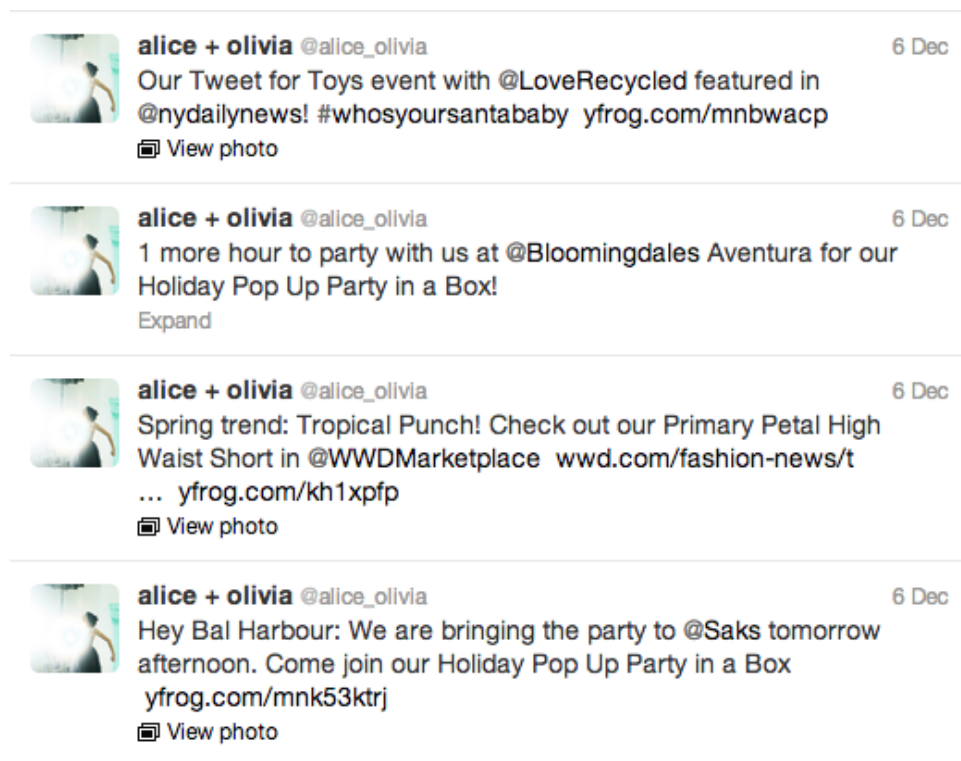 alice + olivia @alice_olivia 6 Dec
Our Tweet for Toys event with @LoveRecycled featured in
@nydailynews! #whosyoursantababy yfrog.com/mnbwacp
View photo
alice + olivia @alice_olivia 6 Dec
1 more hour to party with us at @Bloomingdales Aventura for our
Holiday Pop Up Party in a Box!
Expand
alice + olivia @alice_olivia 6 Dec
Spring trend: Tropical Punch! Check out our Primary Petal High
Waist Short in @WWDMarketplace wwd.com/fashion-news/t
... yfrog.com/kh1xpfp
View photo
alice + olivia @alice_olivia 6 Dec
Hey Bal Harbour: We are bringing the party to @Saks tomorrow
afternoon. Come join our Holiday Pop Up Party in a Box
yfrog.com/mnk53ktrj
View photo